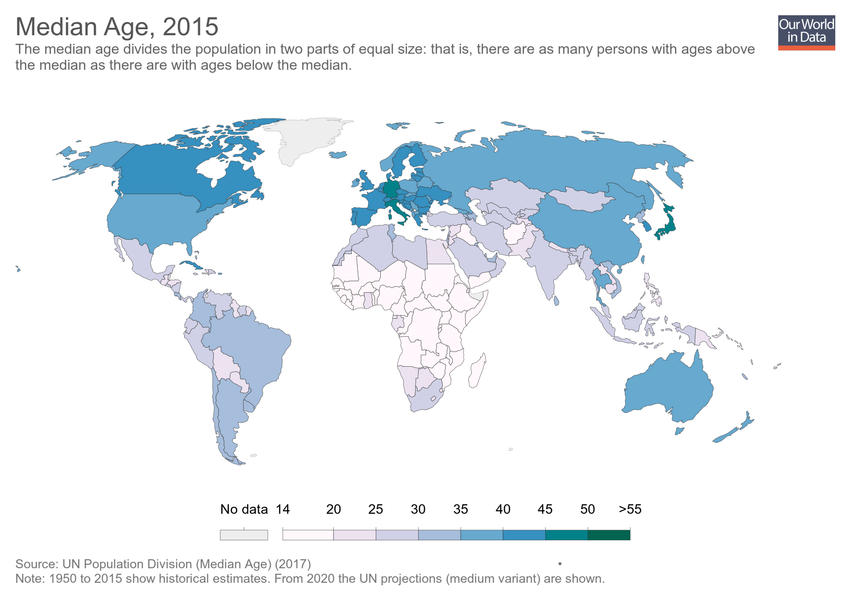 Median Age, 2015
Our World
in Data
The median age divides the population in two parts of equal size: that is, there are as many persons with ages above
the median as there are with ages below the median.
No data 14 20 25 30 35 40 45 50 >55
Source: UN Population Division (Median Age) (2017)
Note: 1950 to 2015 show historical estimates. From 2020 the UN projections (medium variant) are shown.